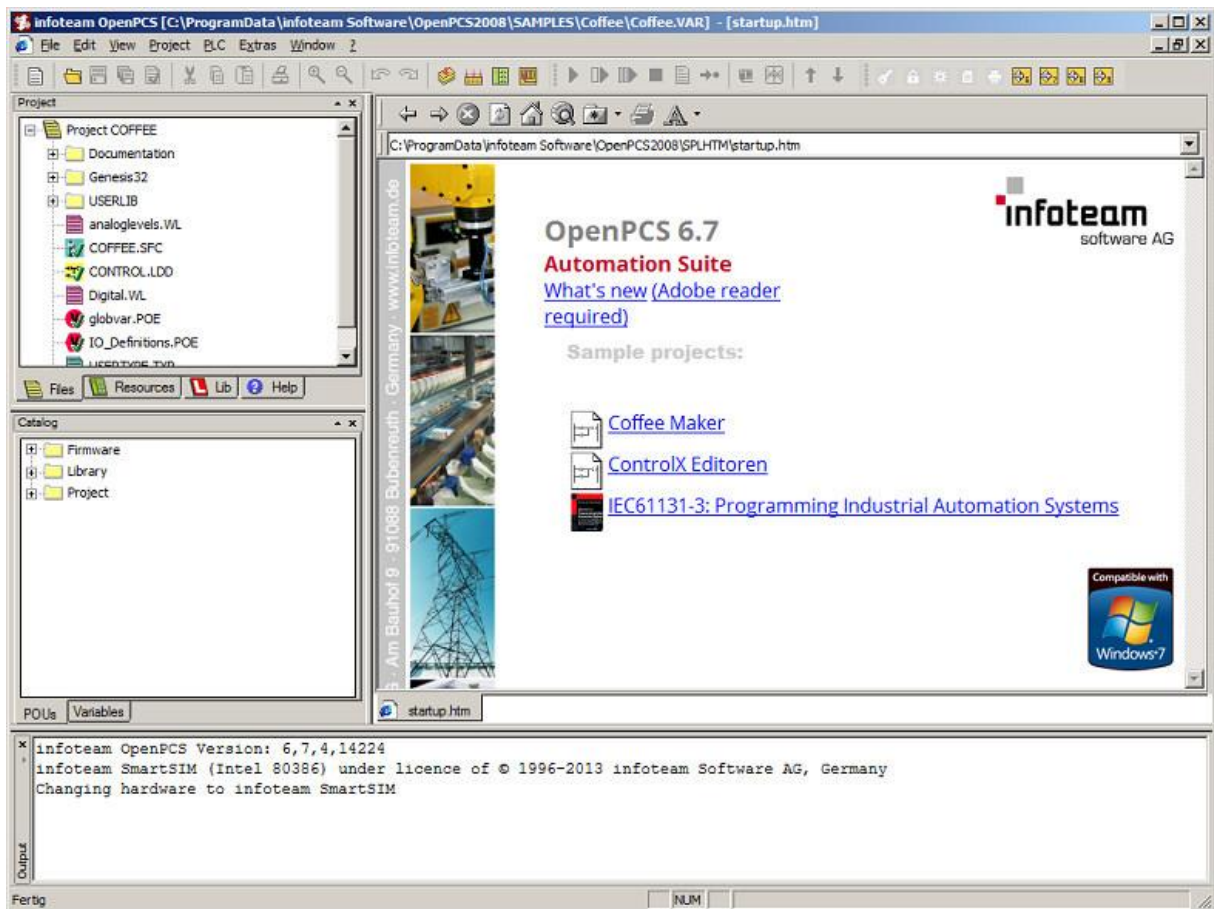 infoteam OpenPCS [C:\ProgramData\infoteam Software\OpenPCS2008\SAMPLES\Coffee\Coffee.VAR] - [startup.htm]
File Edit View Project PLC Extras Window ?
Project
Project COFFEE
Documentation
Genesis32
USERLIB
analoglevels.WL
COFFEE.SFC
CONTROL.LDD
Digital.WL
globvar.POE
IO_Definitions.POE
USERTYPE.TYP
Files Resources Lib Help
Catalog
Firmware
Library
Project
POUs Variables
C:\ProgramData\infoteam Software\OpenPCS2008\SPLHTM\startup.htm
Am Bauhof 9 · 91088 Bubenreuth · Germany · www.infoteam.de
infoteam
software AG
OpenPCS 6.7
Automation Suite
What's new (Adobe reader
required)
Sample projects:
Coffee Maker
ControlX Editoren
IEC61131-3: Programming Industrial Automation Systems
Compatible with
Windows 7
startup.htm
infoteam OpenPCS Version: 6,7,4,14224
infoteam SmartSIM (Intel 80386) under licence of © 1996-2013 infoteam Software AG, Germany
Changing hardware to infoteam SmartSIM
Output
Fertig
NUM